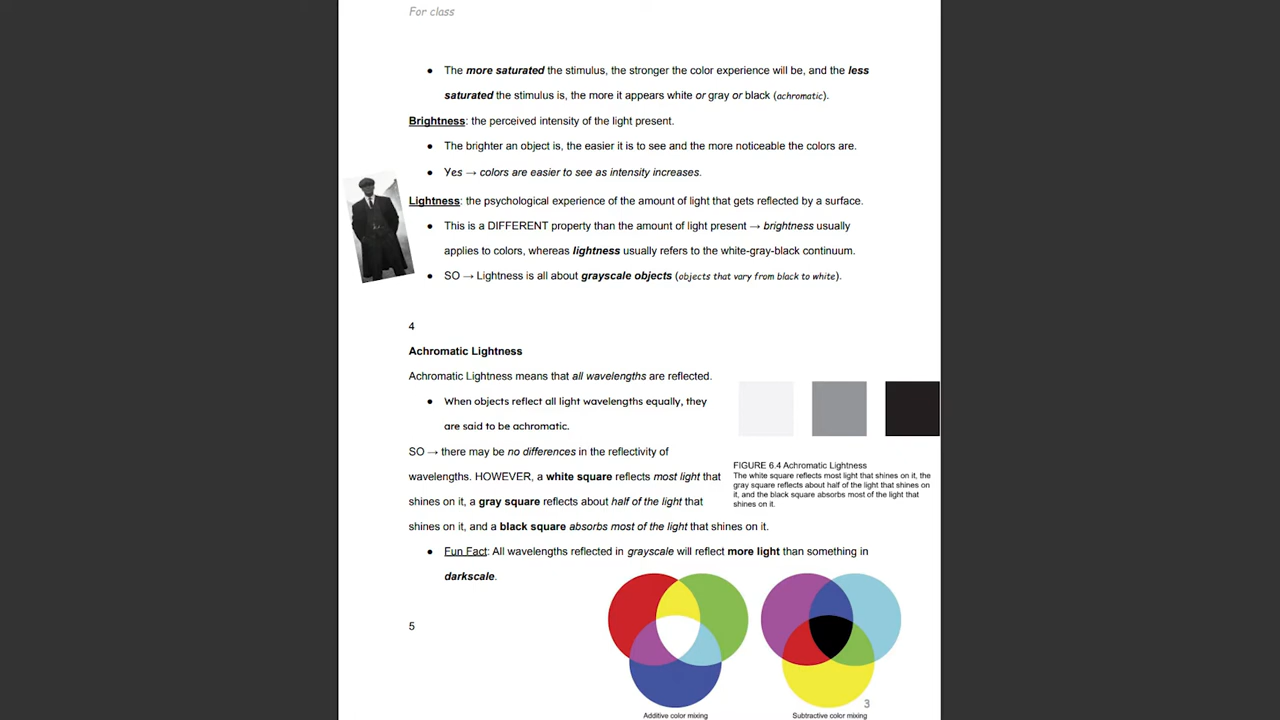 For class
● The more saturated the stimulus, the stronger the color experience will be, and the less
saturated the stimulus is, the more it appears white or gray or black (achromatic).
Brightness: the perceived intensity of the light present.
● The brighter an object is, the easier it is to see and the more noticeable the colors are.
● Yes → colors are easier to see as intensity increases.
Lightness: the psychological experience of the amount of light that gets reflected by a surface.
● This is a DIFFERENT property than the amount of light present → brightness usually
applies to colors, whereas lightness usually refers to the white-gray-black continuum.
● SO → Lightness is all about grayscale objects (objects that vary from black to white).
4
Achromatic Lightness
Achromatic Lightness means that all wavelengths are reflected.
● When objects reflect all light wavelengths equally, they
are said to be achromatic.
SO → there may be no differences in the reflectivity of
wavelengths. HOWEVER, a white square reflects most light that
shines on it, a gray square reflects about half of the light that
shines on it, and a black square absorbs most of the light that shines on it.
FIGURE 6.4 Achromatic Lightness
The white square reflects most light that shines on it, the
gray square reflects about half of the light that shines on
it, and the black square absorbs most of the light that
shines on it.
● Fun Fact: All wavelengths reflected in grayscale will reflect more light than something in
darkscale.
5
3
Additive color mixing
Subtractive color mixing